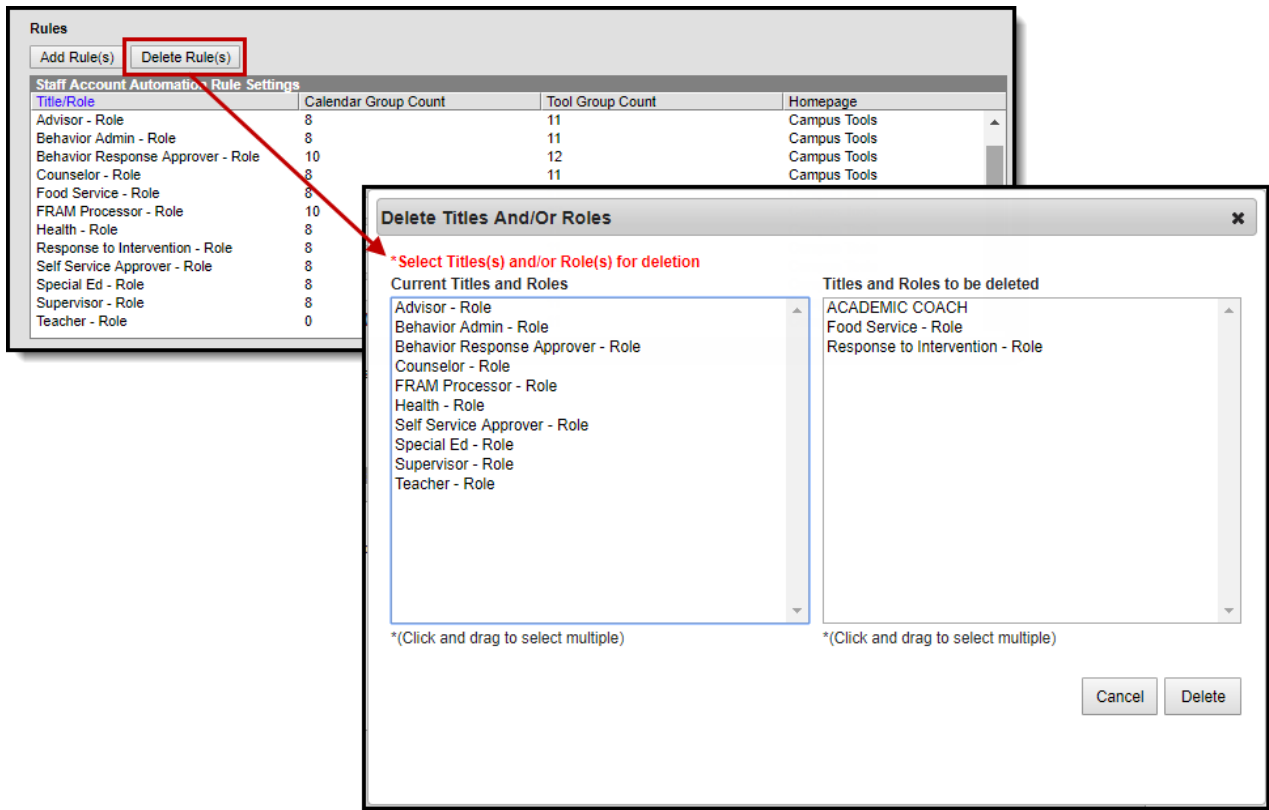 Rules
Add Rule(s) Delete Rule(s)
Staff Account Automation Rule Settings
Title/Role Calendar Group Count Tool Group Count Homepage
Advisor - Role 8 11 Campus Tools
Behavior Admin - Role 8 11 Campus Tools
Behavior Response Approver - Role 10 12 Campus Tools
Counselor - Role 8 11 Campus Tools
Food Service - Role 8
FRAM Processor - Role 10
Health - Role 8
Response to Intervention - Role 8
Self Service Approver - Role 8
Special Ed - Role 8
Supervisor - Role 8
Teacher - Role 0
Delete Titles And/Or Roles
*Select Titles(s) and/or Role(s) for deletion
Current Titles and Roles Titles and Roles to be deleted
Advisor - Role ACADEMIC COACH
Behavior Admin - Role Food Service - Role
Behavior Response Approver - Role Response to Intervention - Role
Counselor - Role
FRAM Processor - Role
Health - Role
Self Service Approver - Role
Special Ed - Role
Supervisor - Role
Teacher - Role
*(Click and drag to select multiple) *(Click and drag to select multiple)
Cancel Delete